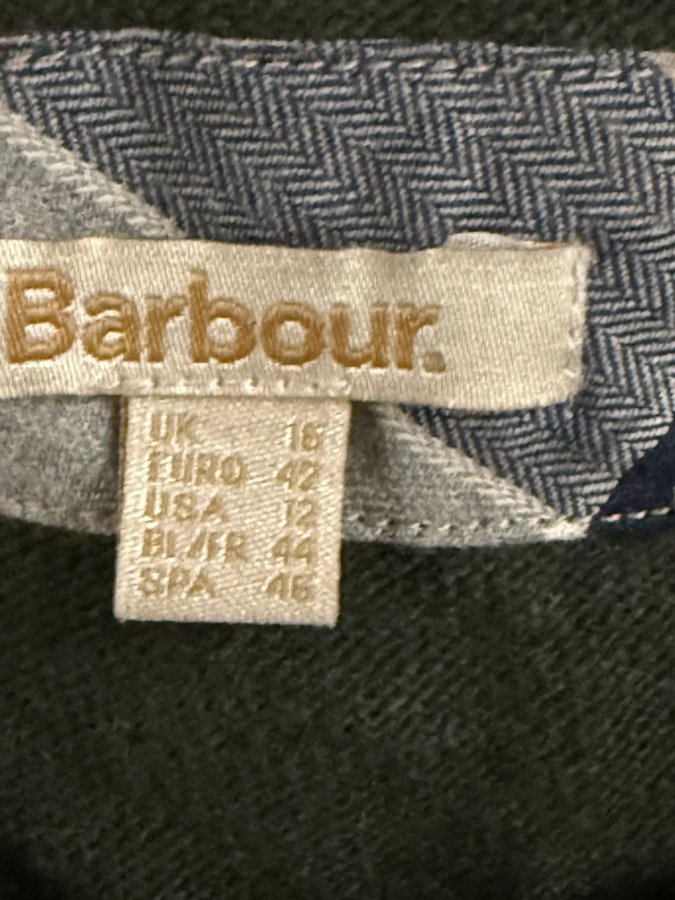 Barbour.
UK 16
EURO 42
USA 12
BL/FR 44
SPA 46